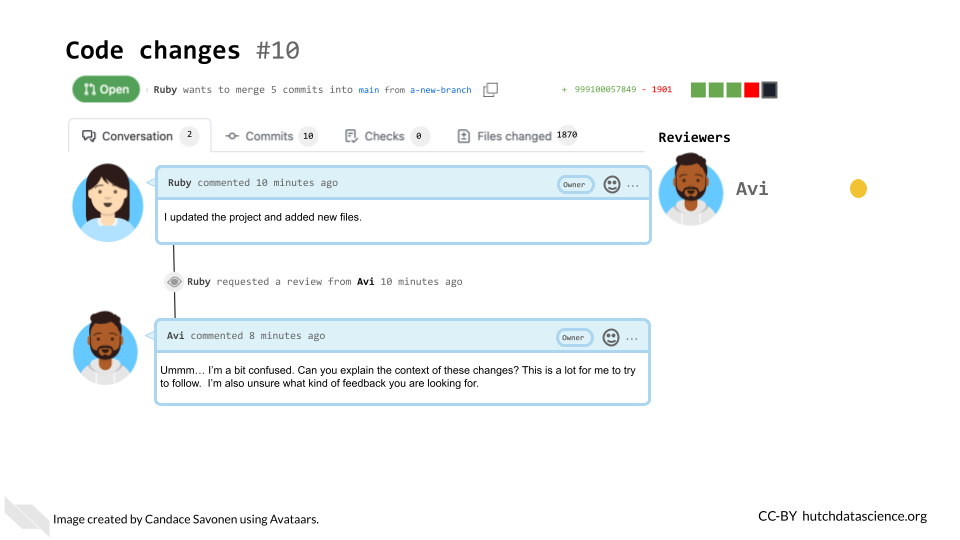 Code changes #10
Open Ruby wants to merge 5 commits into main from a-new-branch + 999100057849 - 1901
Conversation 2 Commits 10 Checks 0 Files changed 1870
Reviewers
Ruby commented 10 minutes ago Owner ...
I updated the project and added new files.
Avi
Ruby requested a review from Avi 10 minutes ago
Avi commented 8 minutes ago Owner ...
Ummm… I'm a bit confused. Can you explain the context of these changes? This is a lot for me to try
to follow.  I'm also unsure what kind of feedback you are looking for.
Image created by Candace Savonen using Avataars.
CC-BY hutchdatascience.org